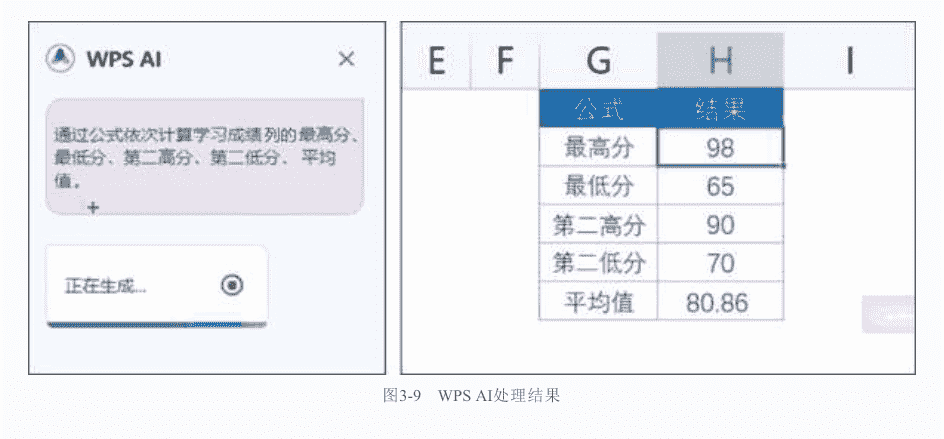 WPS AI
通过公式依次计算学习成绩列的最高分、
最低分、第二高分、第二低分、平均
值。
正在生成...
E F G H I
公式 结果
最高分 98
最低分 65
第二高分 90
第二低分 70
平均值 80.86
图3-9 WPS AI处理结果